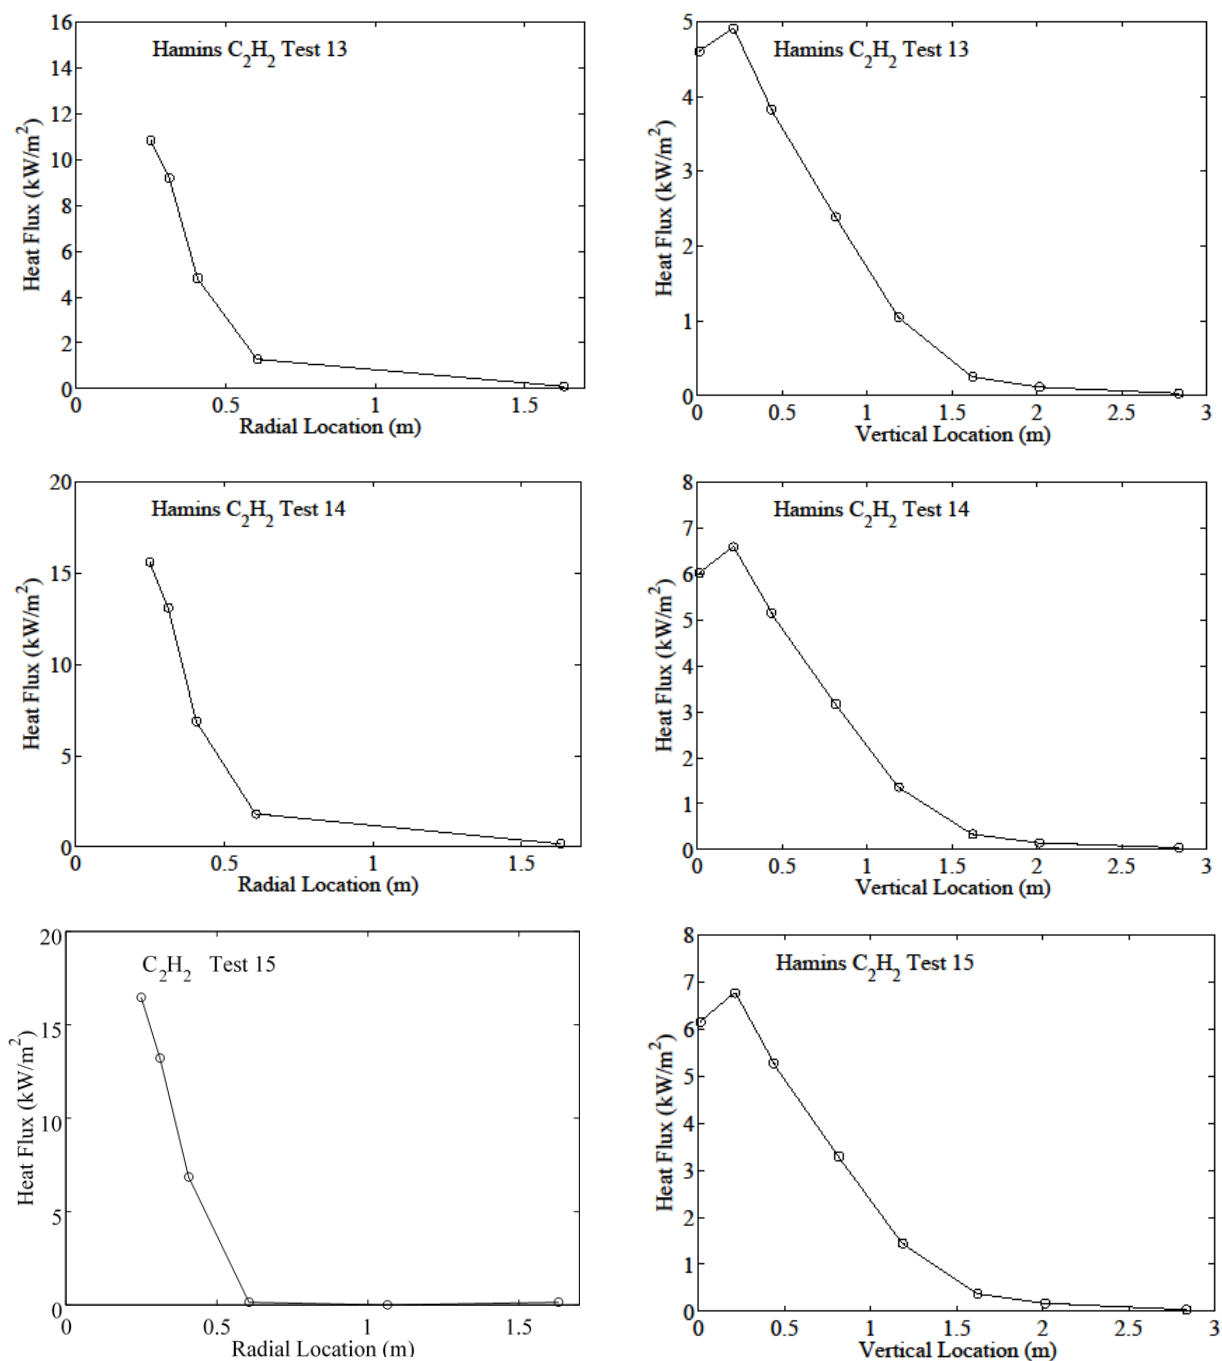 Hamins C2H2 Test 13
Heat Flux (kW/m2)
16
14
12
10
8
6
4
2
0
0 0.5 1 1.5
Radial Location (m)
Hamins C2H2 Test 13
Heat Flux (kW/m2)
5
4
3
2
1
0
0 0.5 1 1.5 2 2.5 3
Vertical Location (m)
Hamins C2H2 Test 14
Heat Flux (kW/m2)
20
15
10
5
0
0 0.5 1 1.5
Radial Location (m)
Hamins C2H2 Test 14
Heat Flux (kW/m2)
8
7
6
5
4
3
2
1
0
0 0.5 1 1.5 2 2.5 3
Vertical Location (m)
C2H2 Test 15
Heat Flux (kW/m2)
20
15
10
5
0
0 0.5 1 1.5
Radial Location (m)
Hamins C2H2 Test 15
Heat Flux (kW/m2)
8
7
6
5
4
3
2
1
0
0 0.5 1 1.5 2 2.5 3
Vertical Location (m)